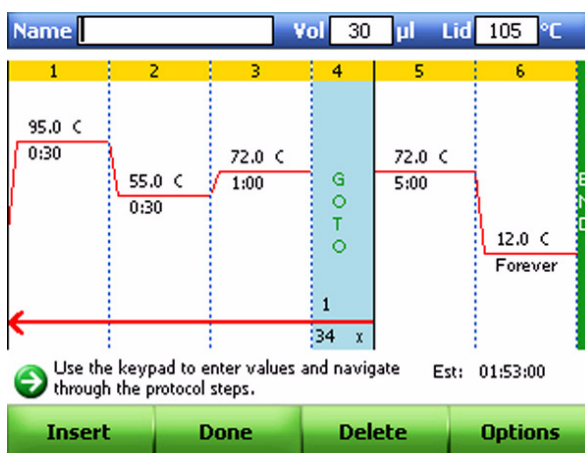 Name Vol 30 µl Lid 105 °C
1 2 3 4 5 6
95.0 C
0:30
55.0 C
0:30
72.0 C
1:00
GOTO
1
34 x
72.0 C
5:00
12.0 C
Forever
END
Use the keypad to enter values and navigate
through the protocol steps.
Est: 01:53:00
Insert Done Delete Options